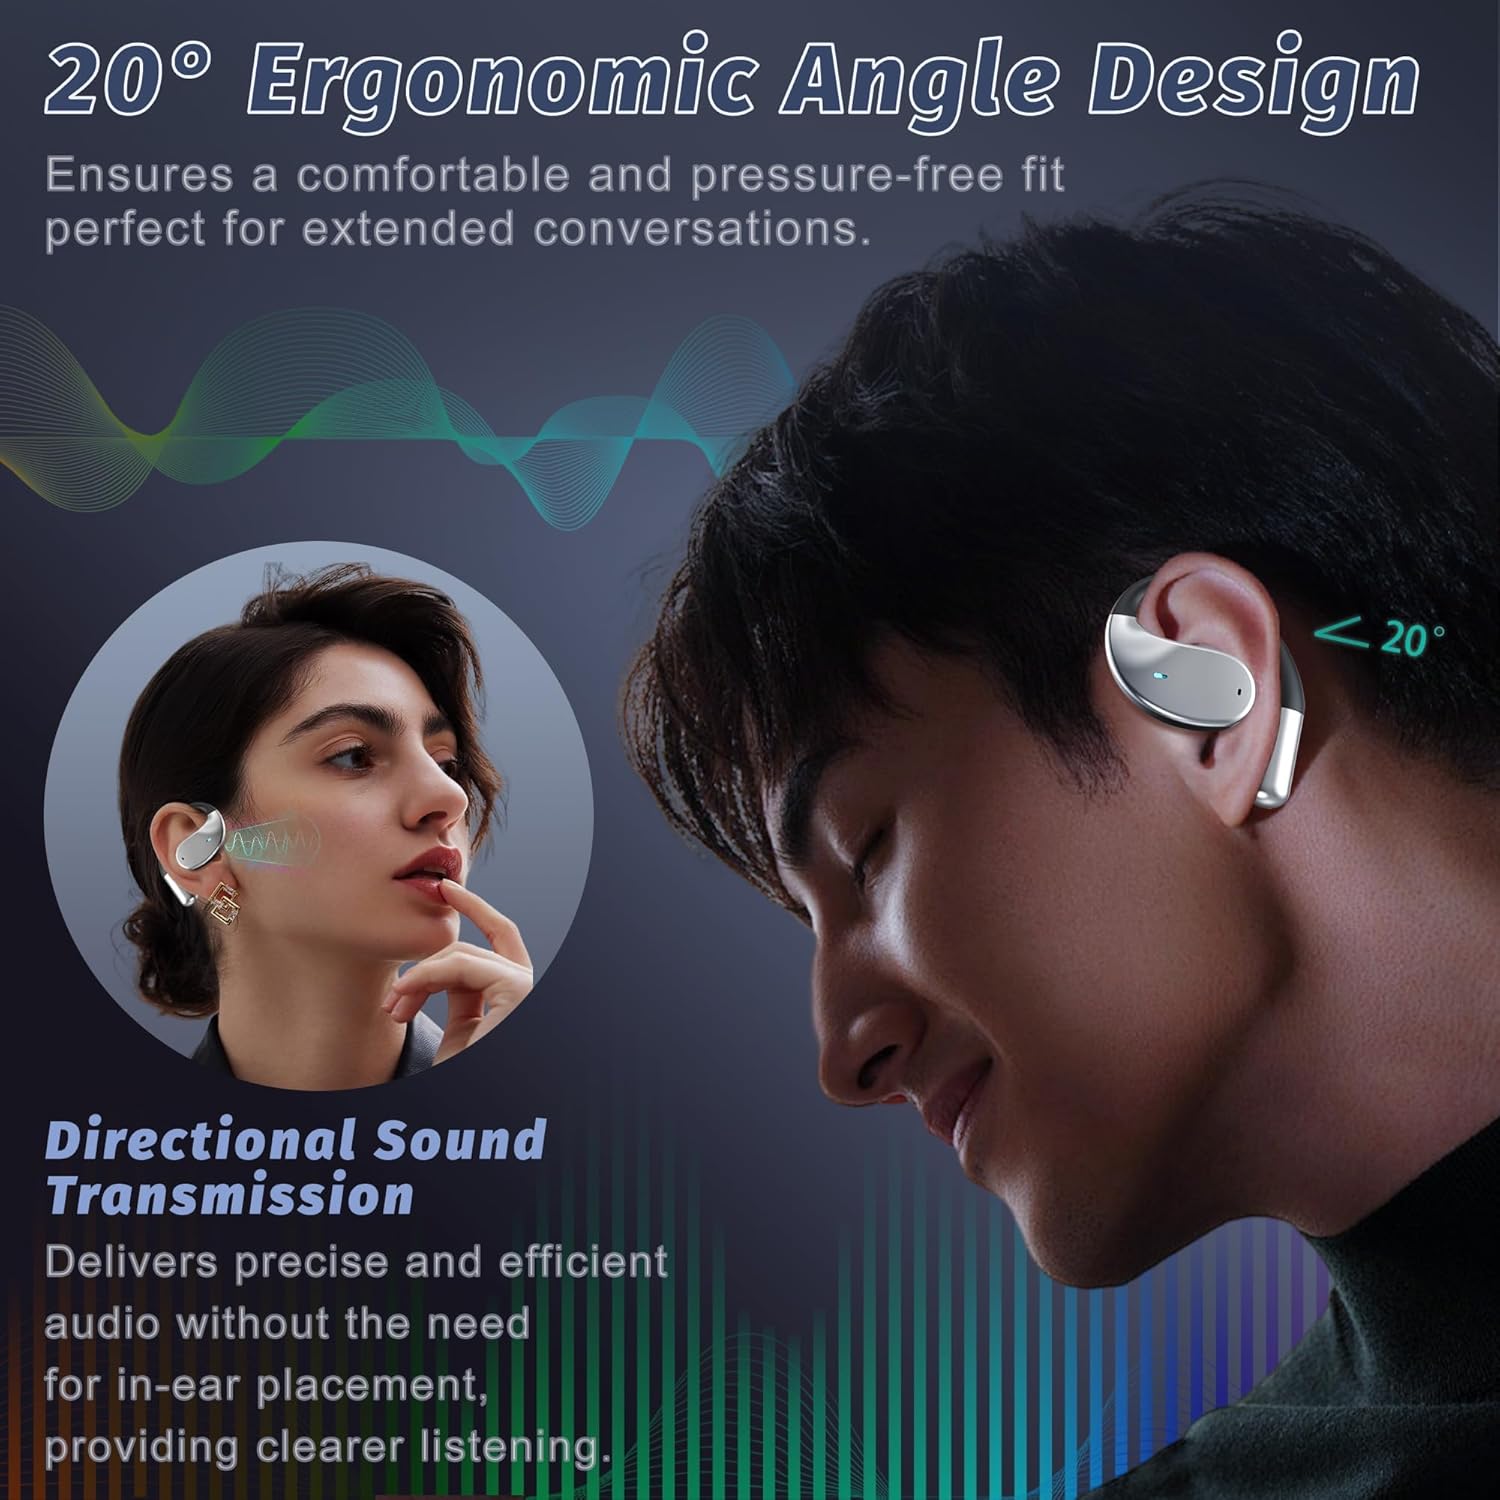 20° Ergonomic Angle Design
Ensures a comfortable and pressure-free fit
perfect for extended conversations.
20°
Directional Sound
Transmission
Delivers precise and efficient
audio without the need
for in-ear placement,
providing clearer listening.